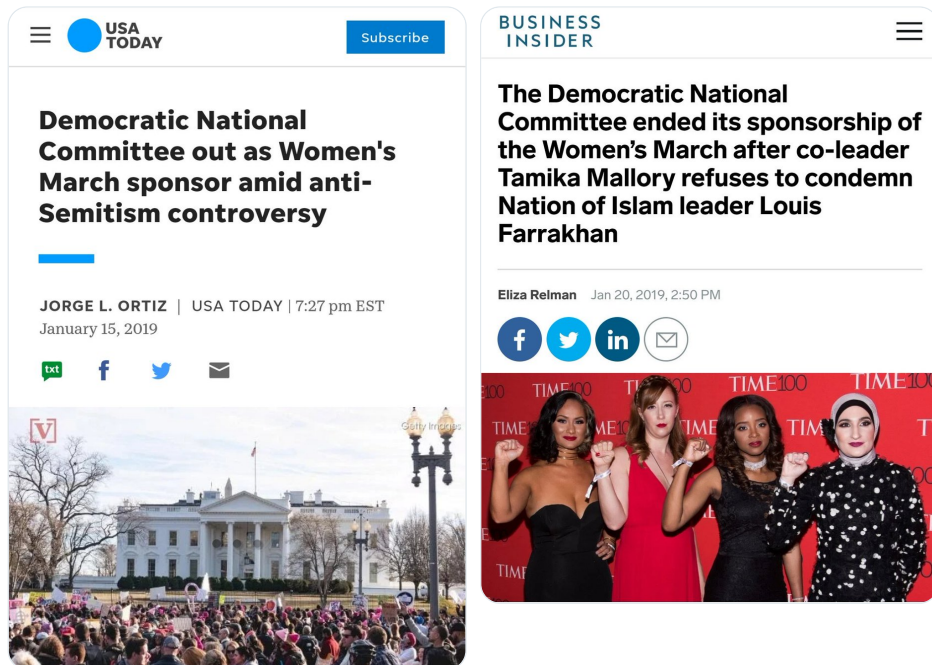 USA
TODAY
Subscribe
Democratic National
Committee out as Women's
March sponsor amid anti-
Semitism controversy
JORGE L. ORTIZ | USA TODAY | 7:27 pm EST
January 15, 2019
txt
f
V
Getty Images
BUSINESS
INSIDER
The Democratic National
Committee ended its sponsorship of
the Women’s March after co-leader
Tamika Mallory refuses to condemn
Nation of Islam leader Louis
Farrakhan
Eliza Relman Jan 20, 2019, 2:50 PM
f
in
TIME100
TIME100
TIME
TIME